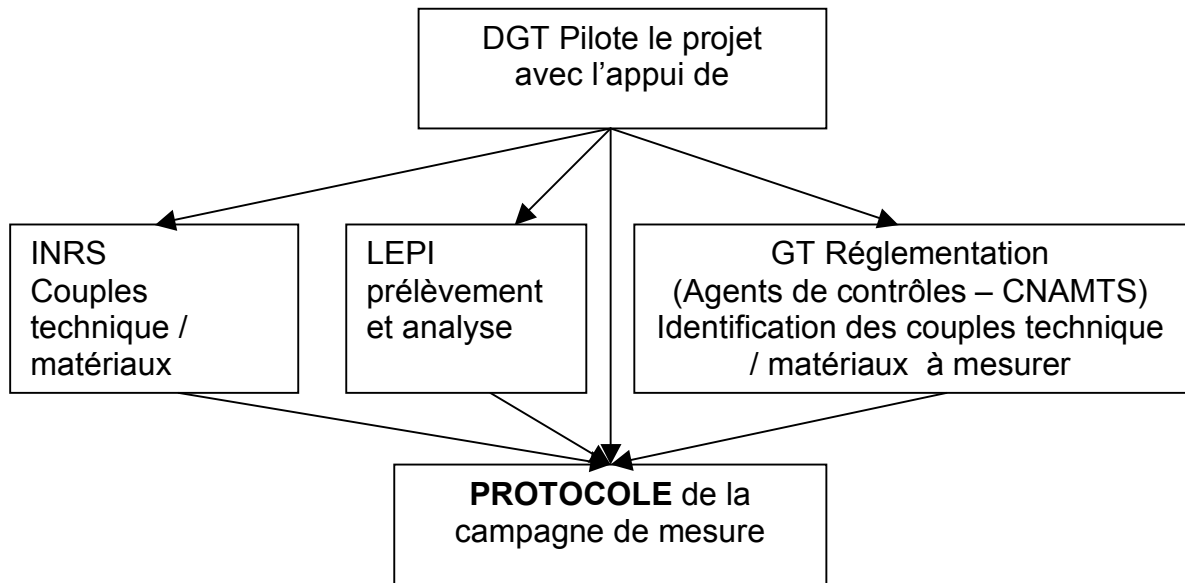 DGT Pilote le projet
avec l’appui de
INRS
Couples
technique /
matériaux
LEPI
prélèvement
et analyse
GT Réglementation
(Agents de contrôles – CNAMTS)
Identification des couples technique
/ matériaux à mesurer
PROTOCOLE de la
campagne de mesure